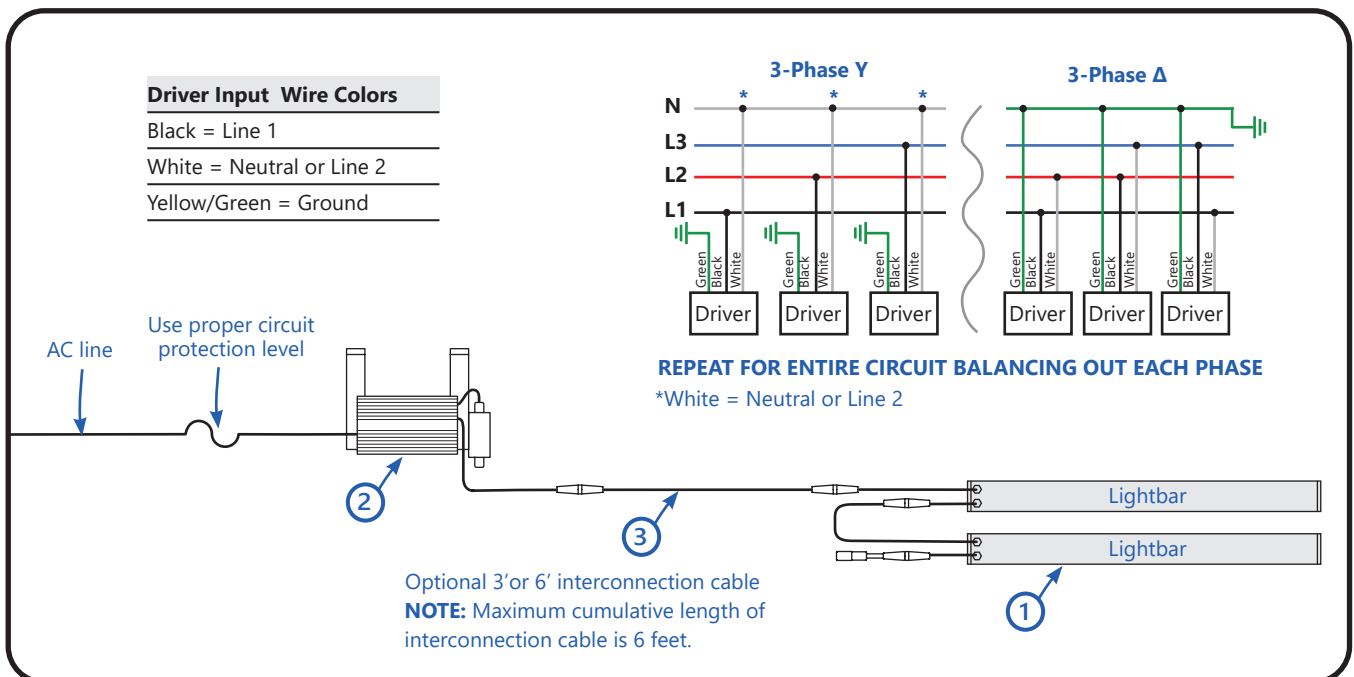 Driver Input Wire Colors
Black = Line 1
White = Neutral or Line 2
Yellow/Green = Ground
3-Phase Y
* * *
N
L3
L2
L1
Green Black White
Green Black White
Green Black White
Driver Driver Driver
3-Phase Δ
Green Black White
Green Black White
Green Black White
Driver Driver Driver
REPEAT FOR ENTIRE CIRCUIT BALANCING OUT EACH PHASE
*White = Neutral or Line 2
AC line
Use proper circuit
protection level
2
3
Optional 3'or 6' interconnection cable
NOTE: Maximum cumulative length of
interconnection cable is 6 feet.
Lightbar
Lightbar
1